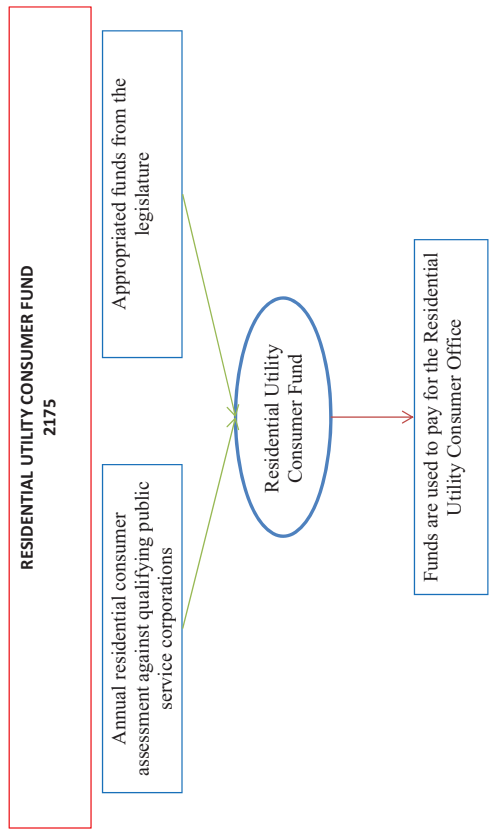 RESIDENTIAL UTILITY CONSUMER FUND
2175
Annual residential consumer
assessment against qualifying public
service corporations
Appropriated funds from the
legislature
Residential Utility
Consumer Fund
Funds are used to pay for the Residential
Utility Consumer Office